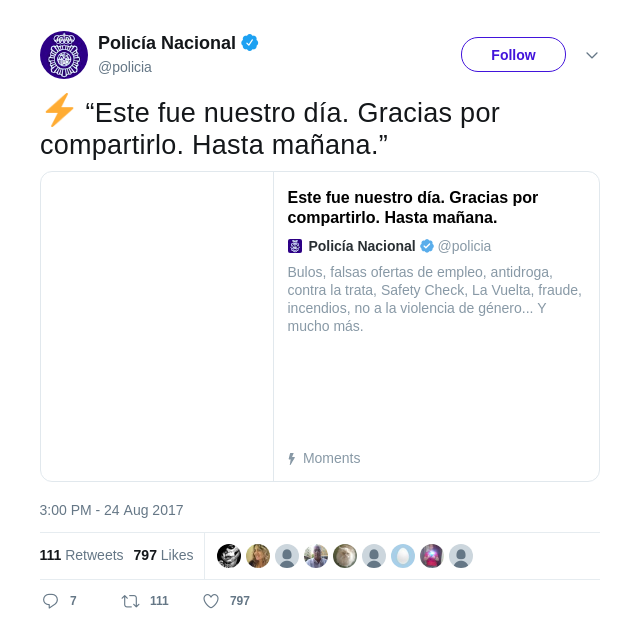 Policía Nacional
@policia
Follow
⚡ “Este fue nuestro día. Gracias por
compartirlo. Hasta mañana.”
Este fue nuestro día. Gracias por
compartirlo. Hasta mañana.
Policía Nacional @policia
Bulos, falsas ofertas de empleo, antidroga,
contra la trata, Safety Check, La Vuelta, fraude,
incendios, no a la violencia de género... Y
mucho más.
Moments
3:00 PM - 24 Aug 2017
111 Retweets 797 Likes
7 111 797